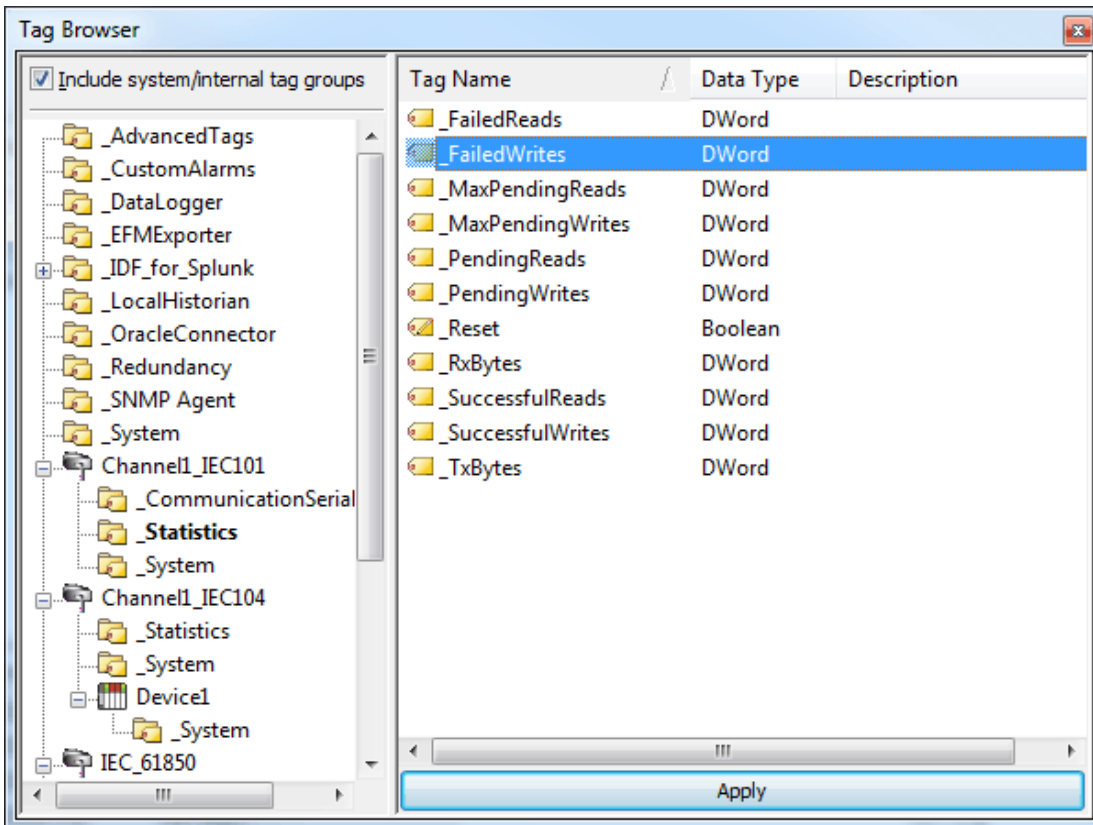 Tag Browser
Include system/internal tag groups
_AdvancedTags
_CustomAlarms
_DataLogger
_EFMExporter
_IDF_for_Splunk
_LocalHistorian
_OracleConnector
_Redundancy
_SNMP Agent
_System
Channel1_IEC101
_CommunicationSerial
_Statistics
_System
Channel1_IEC104
_Statistics
_System
Device1
_System
IEC_61850
Tag Name Data Type Description
_FailedReads DWord
_FailedWrites DWord
_MaxPendingReads DWord
_MaxPendingWrites DWord
_PendingReads DWord
_PendingWrites DWord
_Reset Boolean
_RxBytes DWord
_SuccessfulReads DWord
_SuccessfulWrites DWord
_TxBytes DWord
Apply